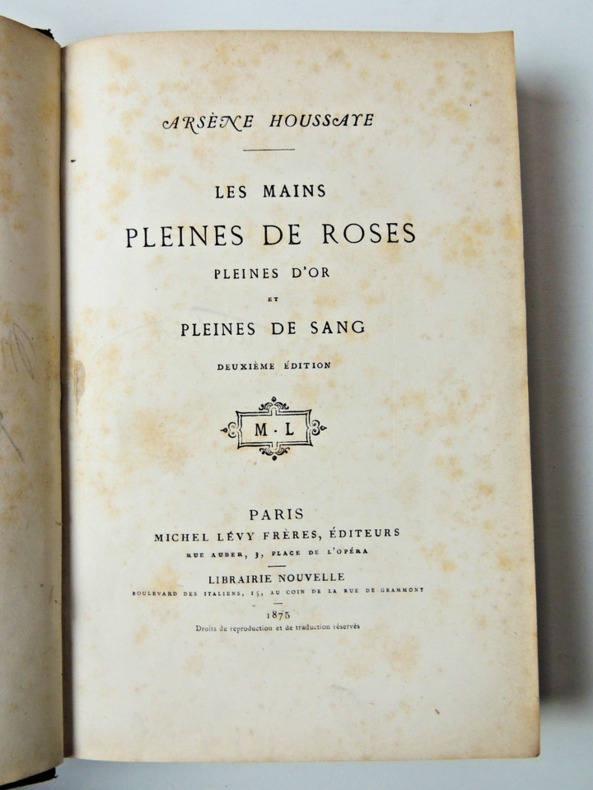 ARSÈNE HOUSSAYE
LES MAINS
PLEINES DE ROSES
PLEINES D'OR
ET
PLEINES DE SANG
DEUXIÈME ÉDITION
M · L
PARIS
MICHEL LÉVY FRÈRES, ÉDITEURS
RUE AUBER, 3, PLACE DE L'OPÉRA
LIBRAIRIE NOUVELLE
BOULEVARD DES ITALIENS, 15, AU COIN DE LA RUE DE GRAMMONT
1875
Droits de reproduction et de traduction réservés